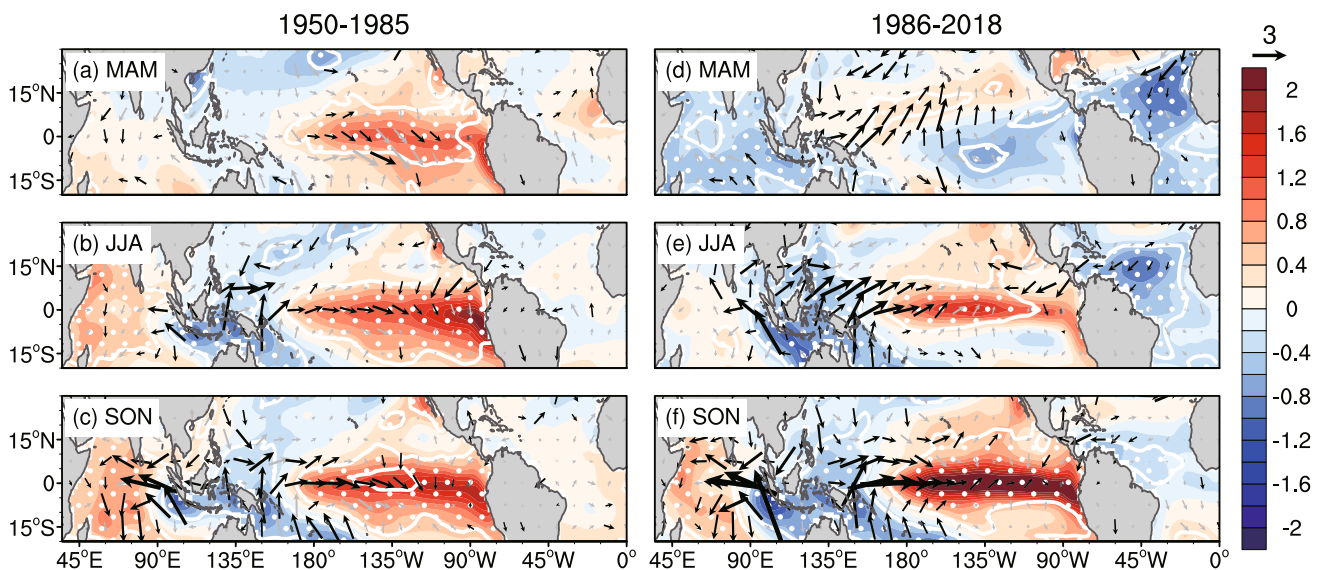 1950-1985
1986-2018
3
(a) MAM
(d) MAM
15°N
0
15°S
(b) JJA
(e) JJA
15°N
0
15°S
(c) SON
(f) SON
15°N
0
15°S
45°E 90°E 135°E 180° 135°W 90°W 45°W 0°
45°E 90°E 135°E 180° 135°W 90°W 45°W 0°
2
1.6
1.2
0.8
0.4
0
-0.4
-0.8
-1.2
-1.6
-2